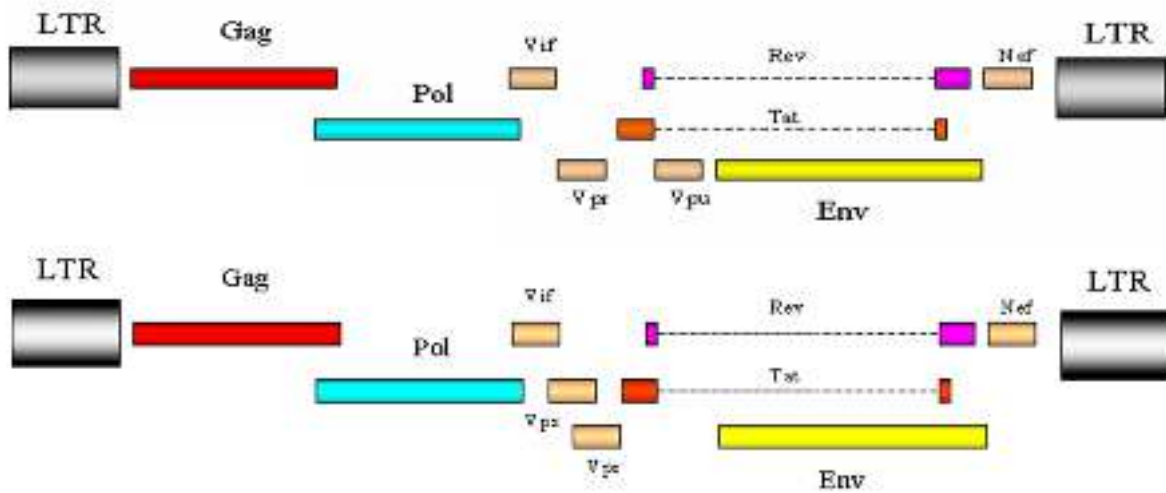 LTR
Gag
Vif
Rev
Nef
LTR
Pol
Tat
Vpr
Vpu
Env
LTR
Gag
Vif
Rev
Nef
LTR
Pol
Tat
Vpx
Env